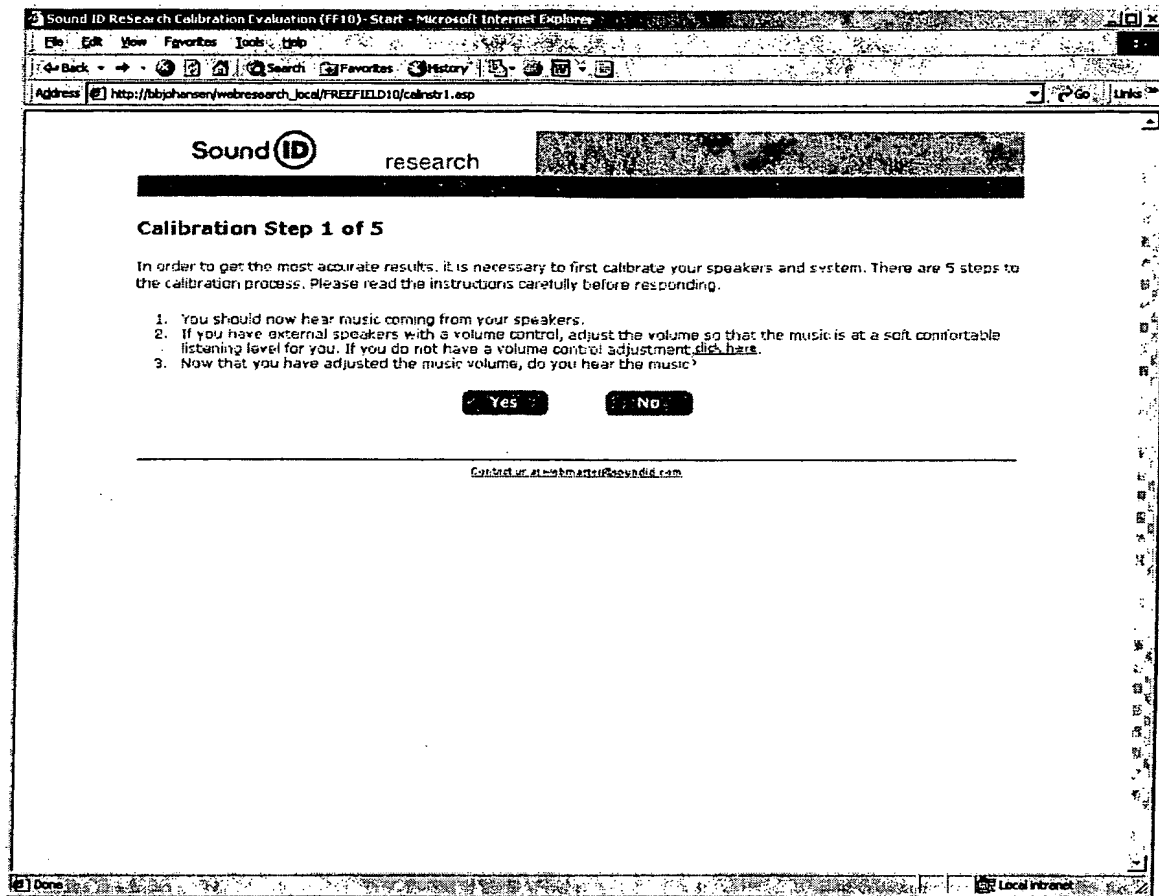 Sound ID ReSearch Calibration Evaluation (FF10)- Start - Microsoft Internet Explorer
File Edit View Favorites Tools Help
Back Search Favorites History
Address http://bbjohansen/webresearch_local/FREEFIELD10/calinstr1.asp Go Links »
Sound ID research
Calibration Step 1 of 5
In order to get the most accurate results, it is necessary to first calibrate your speakers and system. There are 5 steps to
the calibration process. Please read the instructions carefully before responding.
1. You should now hear music coming from your speakers.
2. If you have external speakers with a volume control, adjust the volume so that the music is at a soft comfortable
listening level for you. If you do not have a volume control adjustment click here.
3. Now that you have adjusted the music volume, do you hear the music?
Yes No
Contact us at webmaster@soundid.com
Done Local intranet